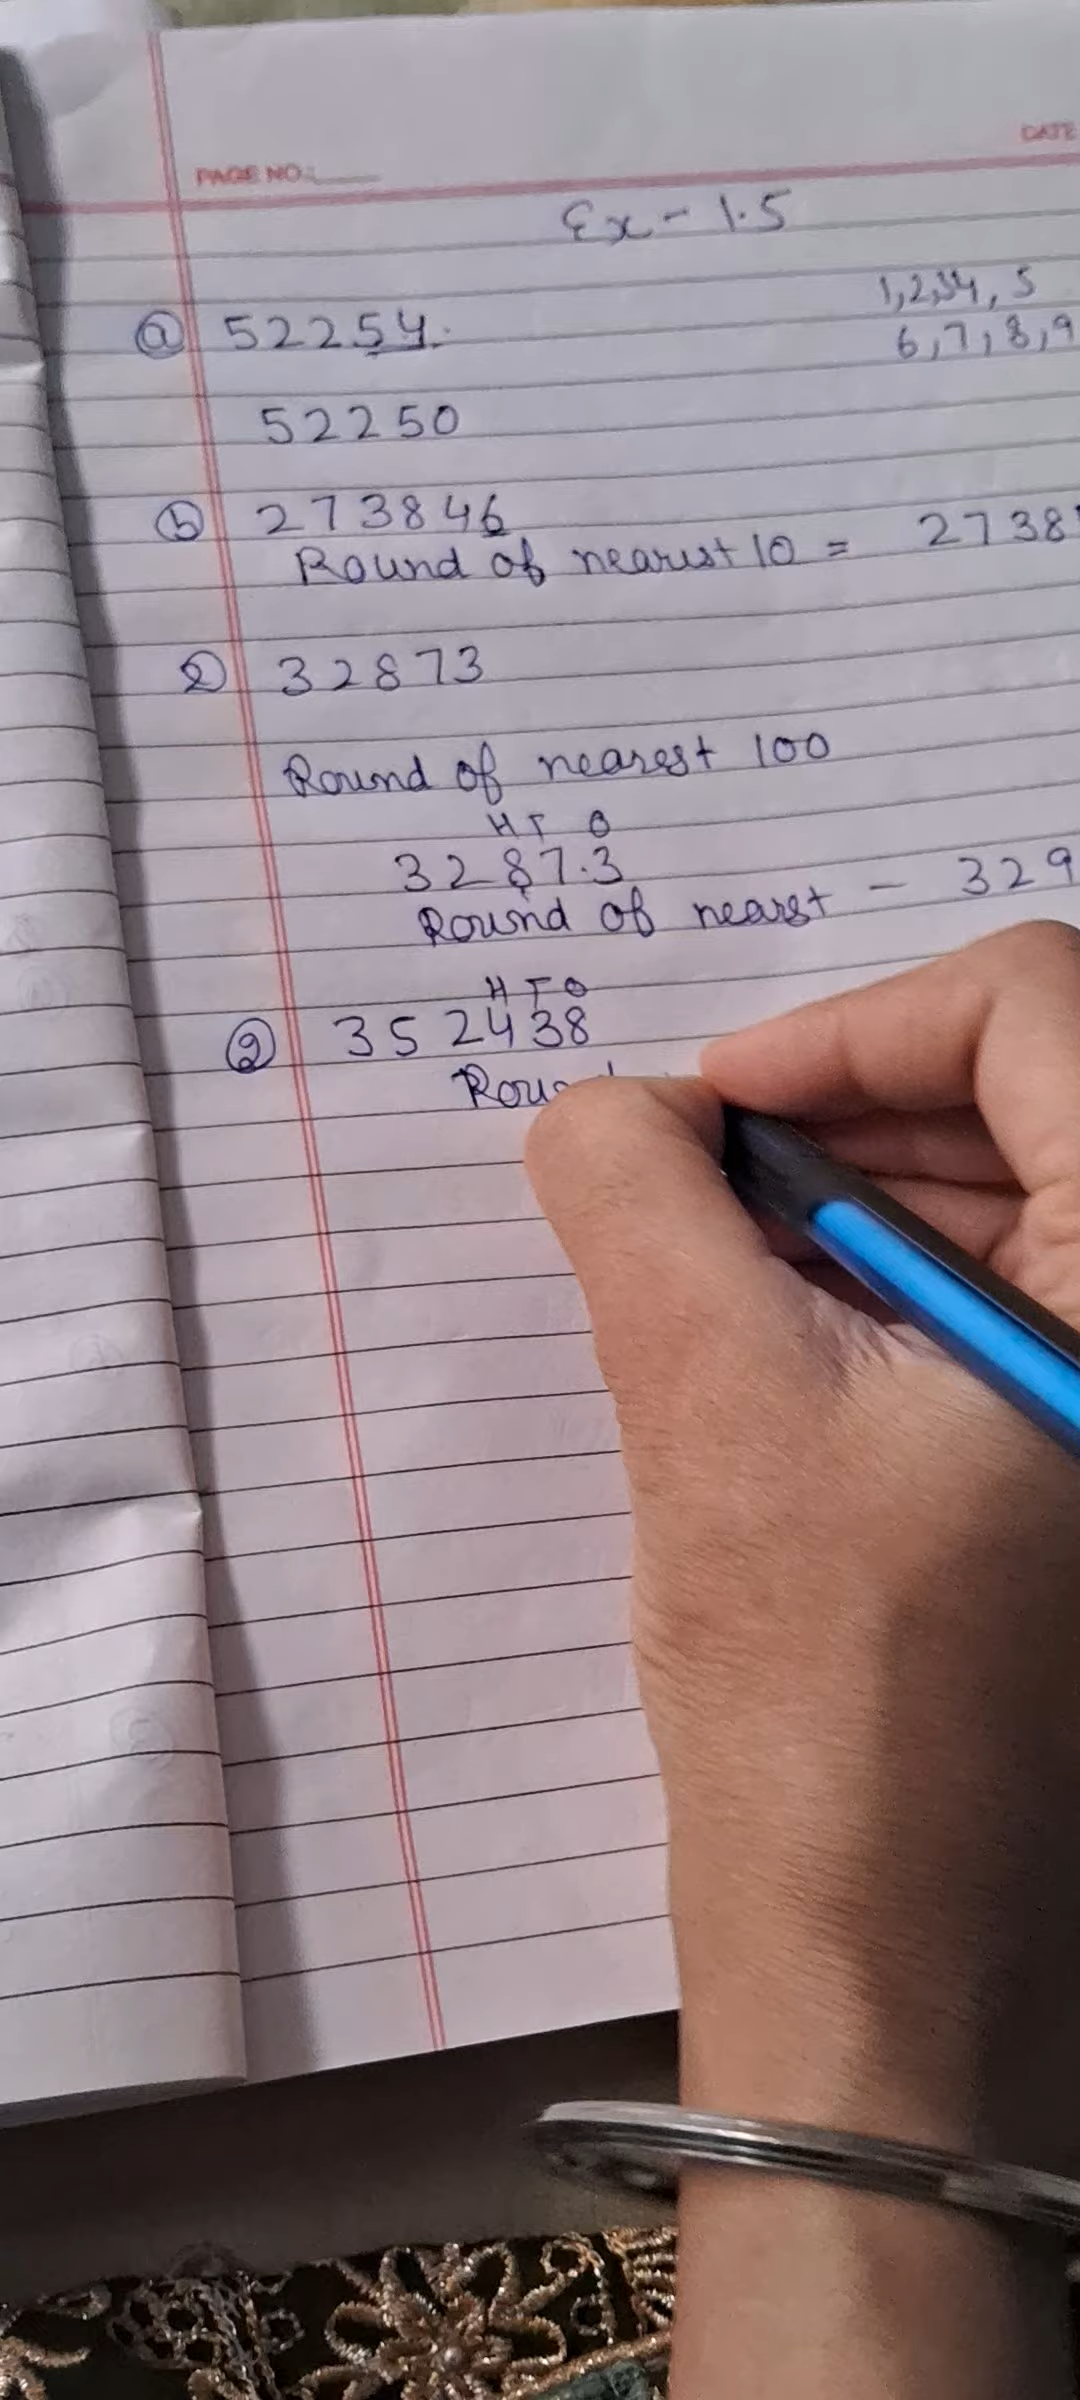 PAGE NO.:
DATE
Ex - 1.5
1,2,3,4, 5
6,7,8,9
(a) 52254.
52250
(b) 273846
Round of nearest 10 = 2738
2) 32873
Round of nearest 100
H T O
3287.3
Round of nearst - 329
H T O
(a) 352438
Roun